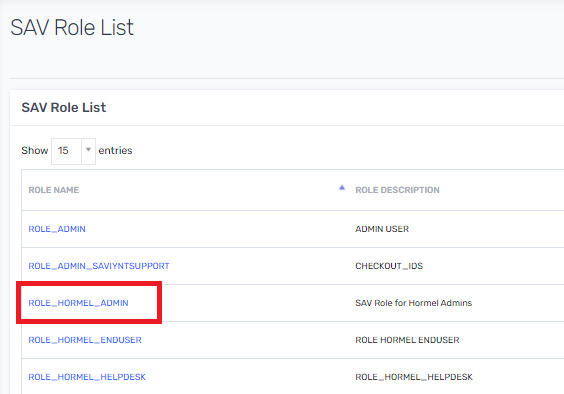 SAV Role List
SAV Role List
Show 15 entries
ROLE NAME ROLE DESCRIPTION
ROLE_ADMIN ADMIN USER
ROLE_ADMIN_SAVIYNTSUPPORT CHECKOUT_IDS
ROLE_HORMEL_ADMIN SAV Role for Hormel Admins
ROLE_HORMEL_ENDUSER ROLE HORMEL ENDUSER
ROLE_HORMEL_HELPDESK ROLE_HORMEL_HELPDESK